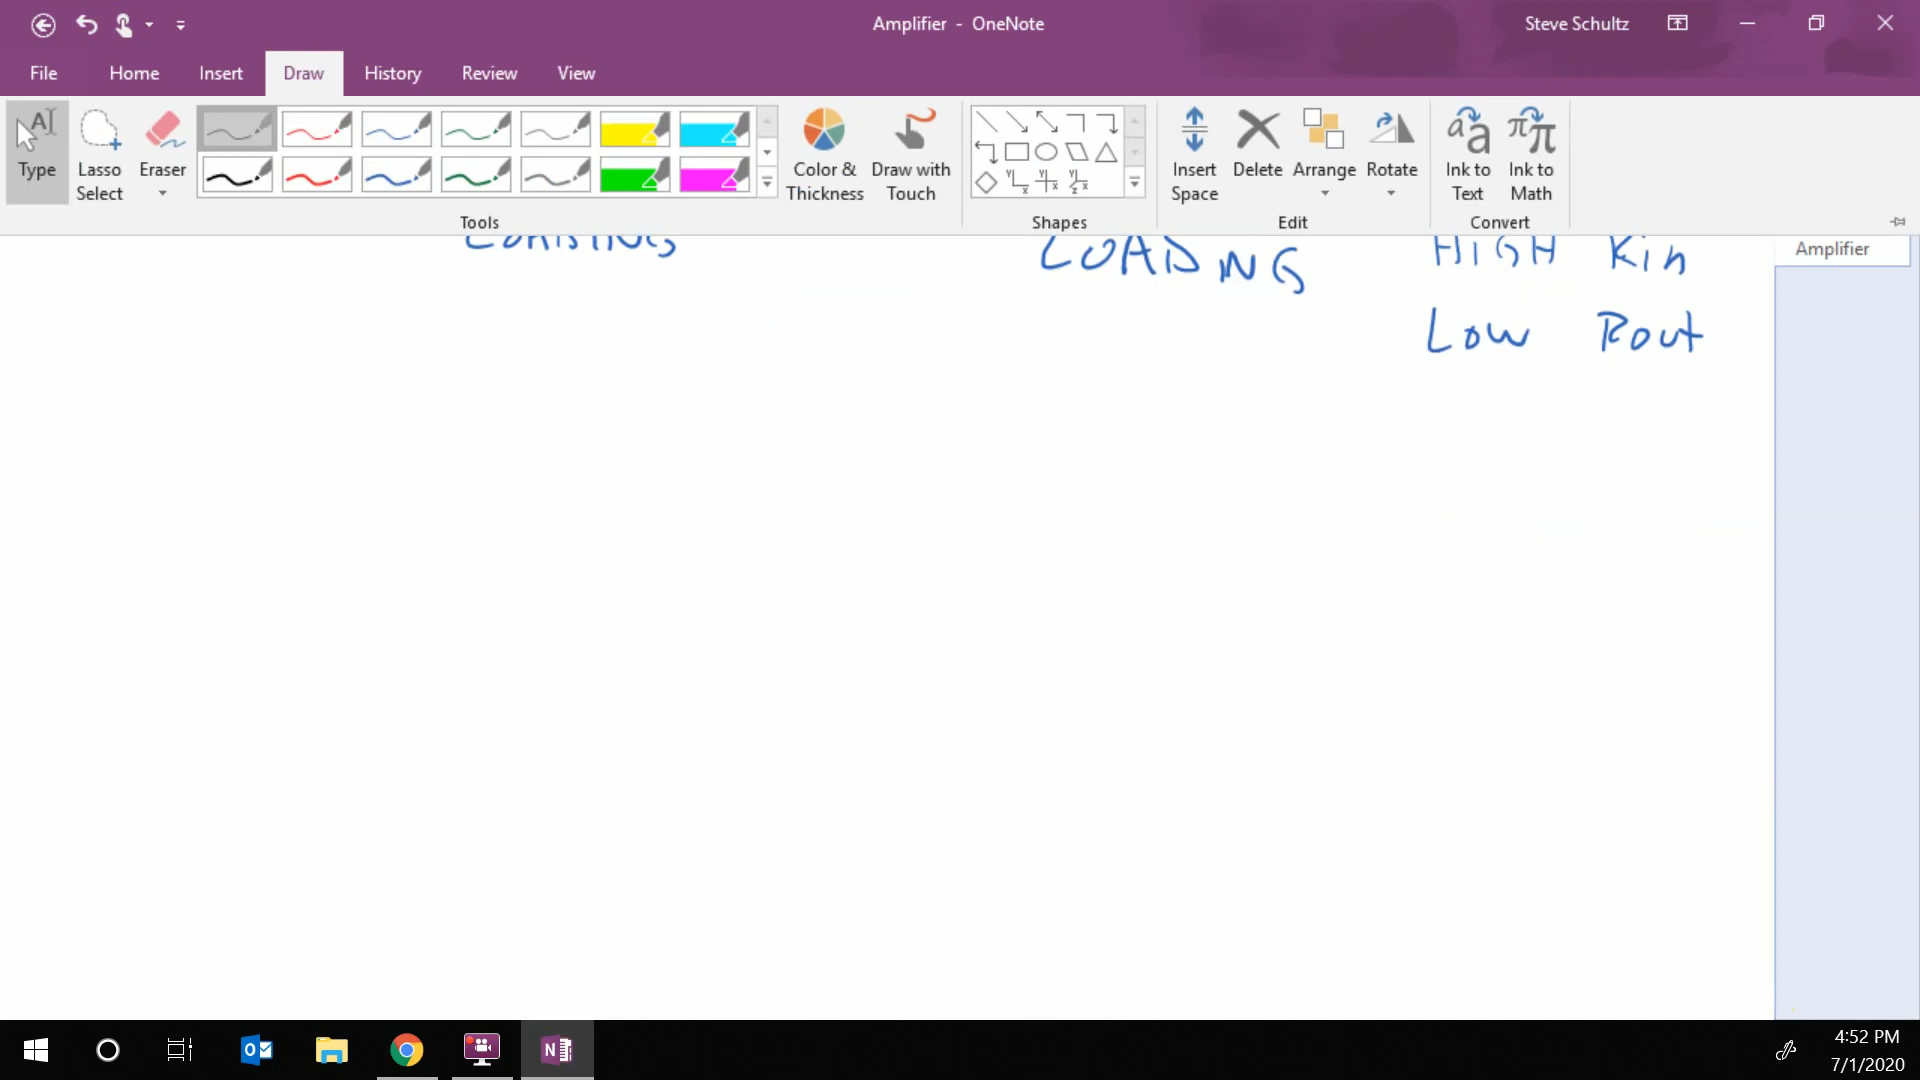 Amplifier - OneNote
Steve Schultz
File Home Insert Draw History Review View
Type
Lasso Select
Eraser
Color & Thickness
Draw with Touch
Insert Space
Delete
Arrange
Rotate
Ink to Text
Ink to Math
Tools
Shapes
Edit
Convert
Amplifier
LOADING
HIGH Rin
Low Rout
4:52 PM
7/1/2020